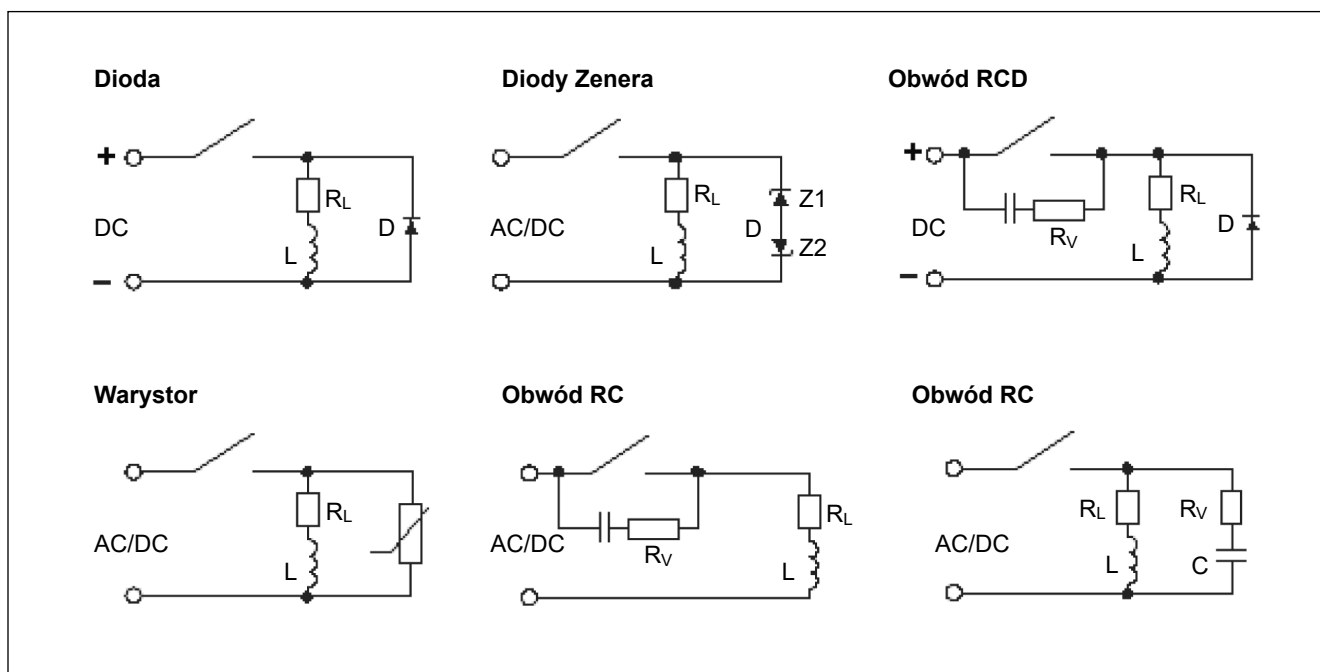 Dioda
+
DC
−
RL
L
D
Diody Zenera
AC/DC
RL
L
D
Z1
Z2
Obwód RCD
+
DC
−
RV
RL
L
D
Warystor
AC/DC
RL
L
Obwód RC
AC/DC
RV
RL
L
Obwód RC
AC/DC
RL
L
RV
C